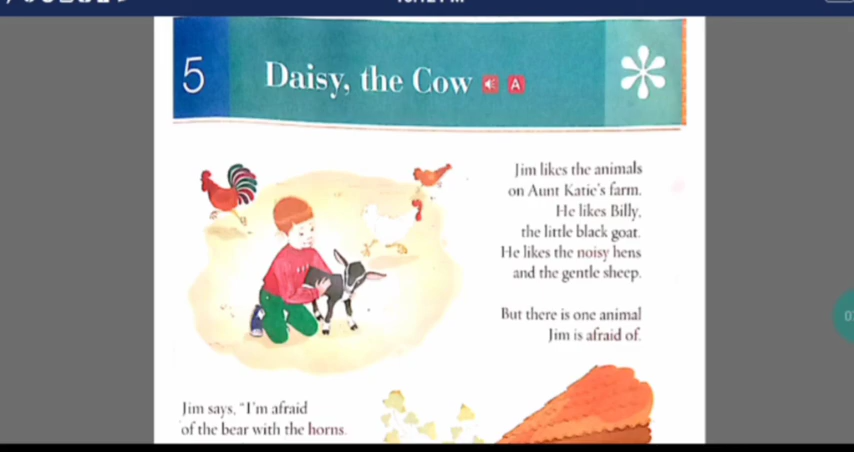 5
Daisy, the Cow A
Jim likes the animals
on Aunt Katie's farm.
He likes Billy,
the little black goat.
He likes the noisy hens
and the gentle sheep.
But there is one animal
Jim is afraid of.
Jim says, "I'm afraid
of the bear with the horns.